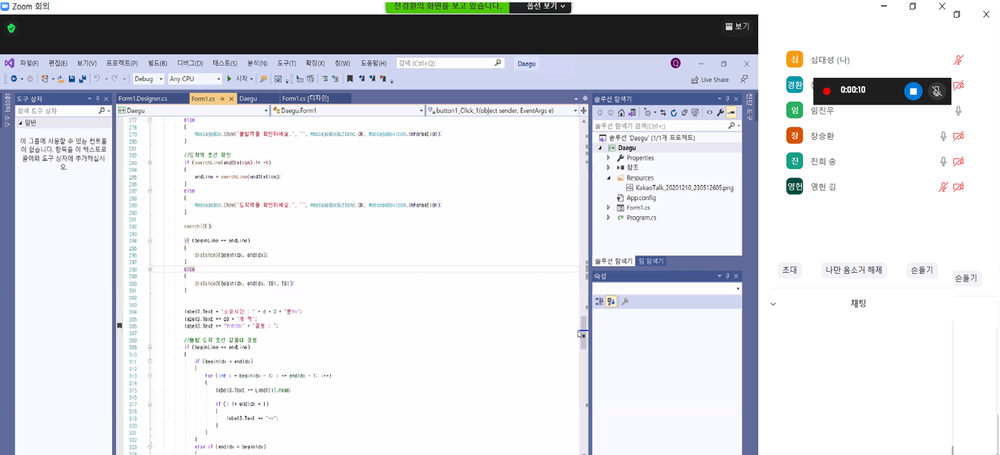 Zoom 회의
전경환의 화면을 보고 있습니다.
옵션 보기
보기
파일(F) 편집(E) 보기(V) 프로젝트(P) 빌드(B) 디버그(D) 테스트(S) 분석(N) 도구(T) 확장(X) 창(W) 도움말(H) 검색 (Ctrl+Q) Daegu Q
Debug Any CPU 시작 Live Share
데이터 소스
도구 상자
검색 도구 상자
일반
이 그룹에 사용할 수 있는 컨트롤
이 없습니다. 항목을 이 텍스트로
끌어와 도구 상자에 추가하십시
오.
Form1.Designer.cs Form1.cs Daegu Form1.cs [디자인]
Daegu Daegu.Form1 button1_Click_1(object sender, EventArgs e)
277 else
278 {
279 MessageBox.Show("출발역을 확인하세요.", "", MessageBoxButtons.OK, MessageBoxIcon.Information);
280 }
281
282 //도착역 호선 확인
283 if (searchLine(endStation) != -1)
284 {
285 endLine = searchLine(endStation);
286 }
287 else
288 {
289 MessageBox.Show("도착역을 확인하세요.", "", MessageBoxButtons.OK, MessageBoxIcon.Information);
290 }
291
292 searchID();
293
294 if (beginLine == endLine)
295 {
296 distanceS(beginIdx, endIdx);
297 }
298 else
299 {
300 distanceD(beginIdx, endIdx, tBI, tEI);
301 }
302
303
304 label3.Text = "소요시간 : " + d * 2 + "분\n";
305 label3.Text += d3 + "개 역";
306 label3.Text += "\n\n\n" + "경로 : ";
307
308 //출발 도착 호선 같을때 경로
309 if (beginLine == endLine)
310 {
311 if (beginIdx < endIdx)
312 {
313 for (int i = beginIdx - 1; i <= endIdx - 1; i++)
314 {
315 label3.Text += Line1[i].name;
316
317 if (i != endIdx - 1)
318 {
319 label3.Text += "->";
320 }
321 }
322 }
323 else if (endIdx < beginIdx)
324 {
솔루션 탐색기
솔루션 탐색기 검색(Ctrl+;)
솔루션 'Daegu' (1/1개 프로젝트)
Daegu
Properties
참조
Resources
KakaoTalk_20201210_230512605.png
App.config
Form1.cs
Program.cs
솔루션 탐색기 팀 탐색기
속성
진단 도구
심 심대성 (나)
경환
0:00:10
임 임진우
장 장승환
진 진희 송
영헌 영헌 김
초대 나만 음소거 해제 손들기
손들기
채팅